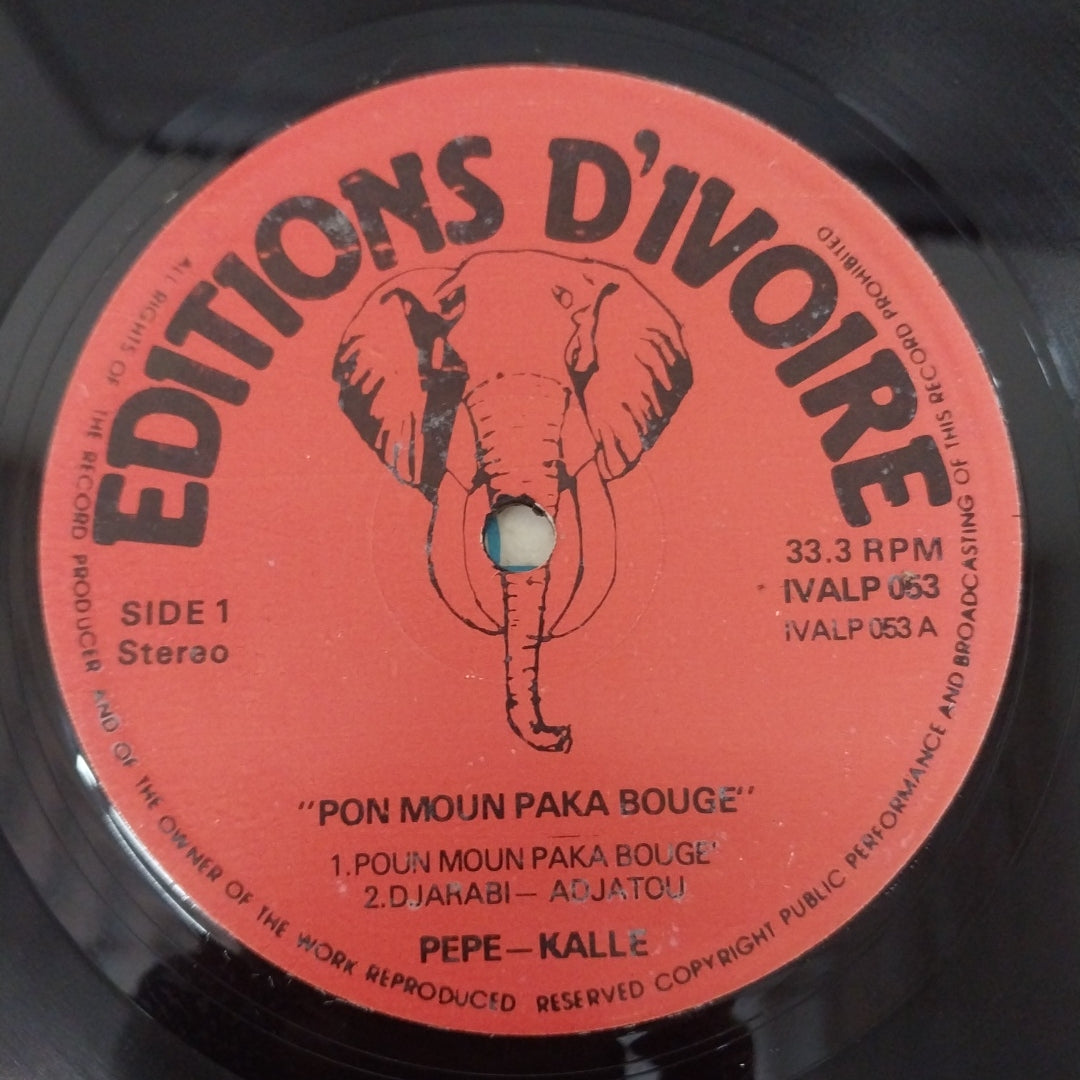 EDITIONS D'IVOIRE
SIDE 1
Stereo
33.3 RPM
IVALP 053
IVALP 053 A
"PON MOUN PAKA BOUGE"
1.POUN MOUN PAKA BOUGE'
2.DJARABI — ADJATOU
PEPE — KALLE
ALL RIGHTS OF THE RECORD PRODUCER AND OF THE OWNER OF THE WORK REPRODUCED RESERVED COPYRIGHT PUBLIC PERFORMANCE AND BROADCASTING OF THIS RECORD PROHIBITED